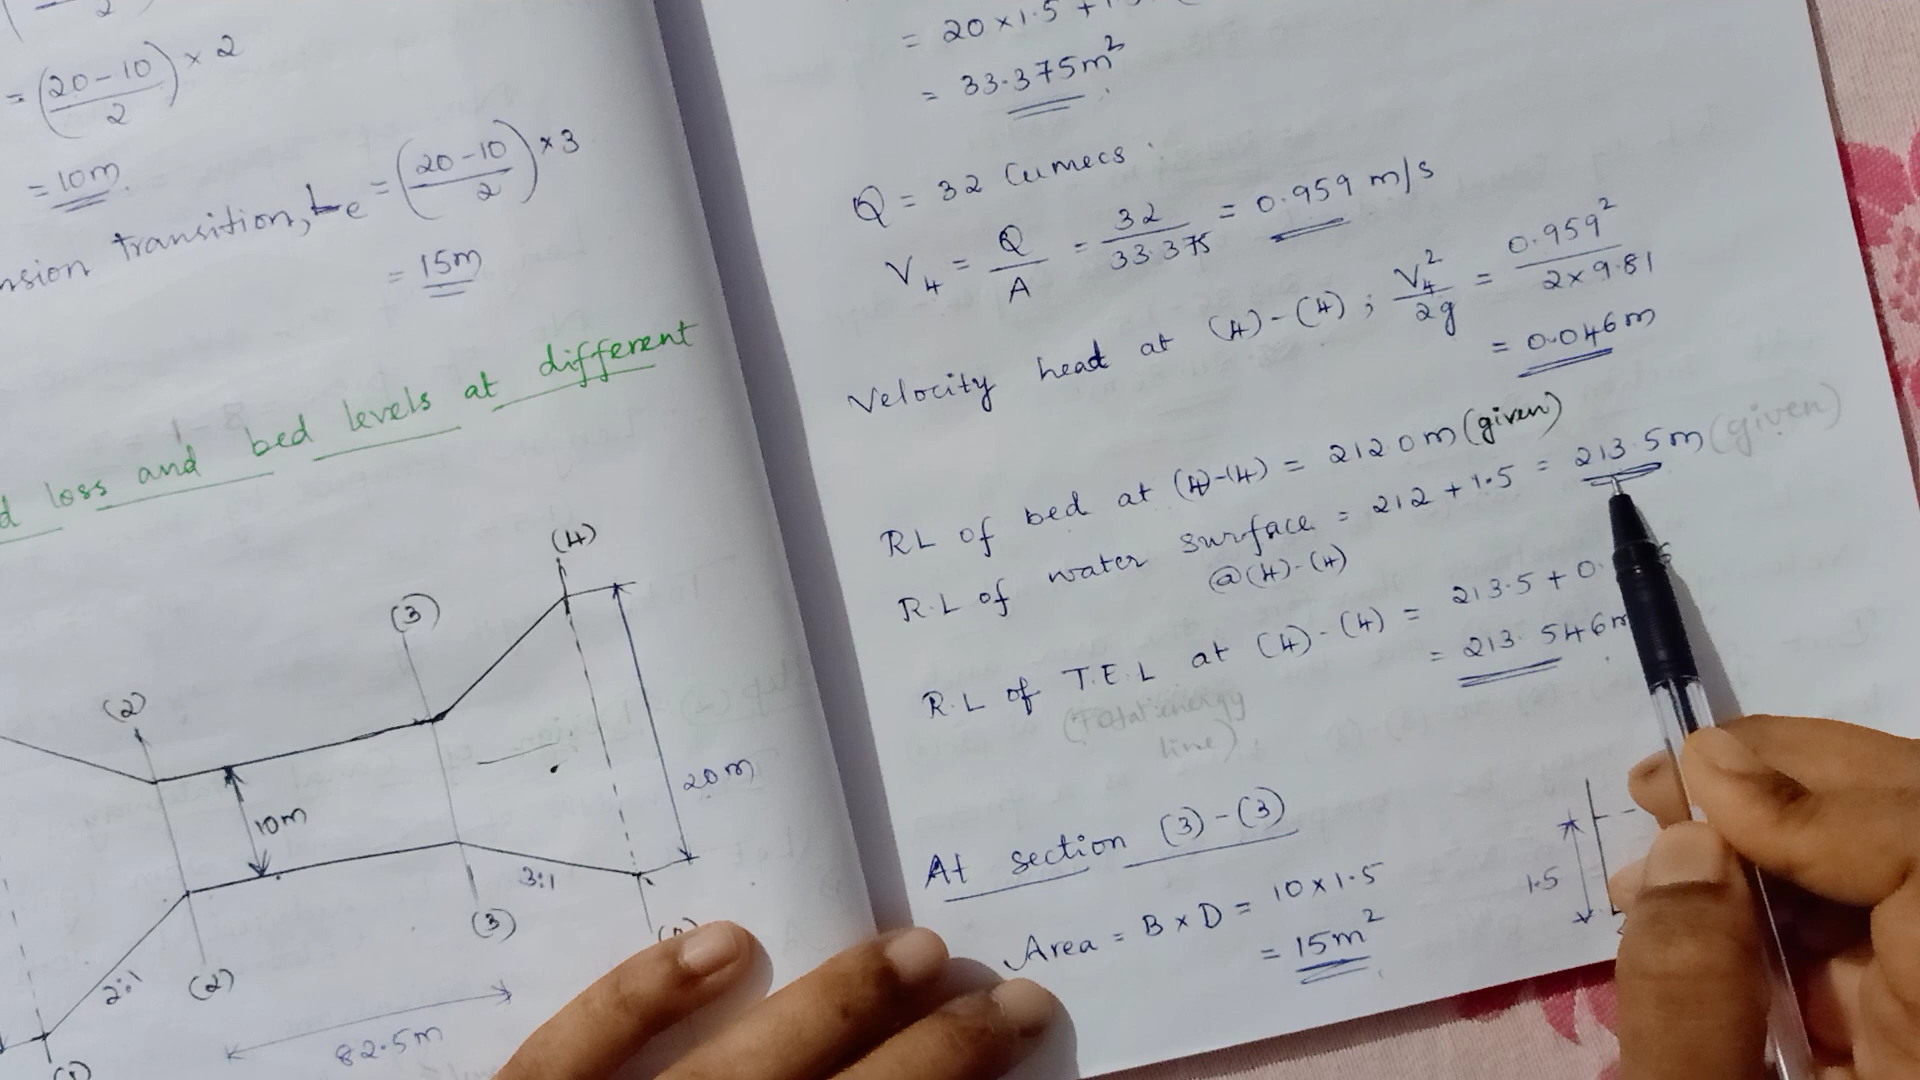 = (20-10/2) × 2
= 10m
transition, Le = (20-10/2) × 3
= 15m
loss and bed levels at different
(4)
(3)
(2)
10m
20m
3:1
(3)
(2)
2:1
82.5m
= 20×1.5 +
= 33.375m²
Q = 32 Cumecs
V₄ = Q/A = 32/33.375 = 0.959 m/s
Velocity head at (4)-(4) ; V₄²/2g = 0.959²/2×9.81
= 0.046m
RL of bed at (4)-(4) = 212.0m (given)
R.L of water surface = 212 + 1.5 = 213.5m (given)
@(4)-(4)
R.L of T.E.L at (4)-(4) = 213.5 + 0.
(Total energy
line)
= 213.546m
At section (3)-(3)
Area = B×D = 10×1.5
= 15m²
1.5